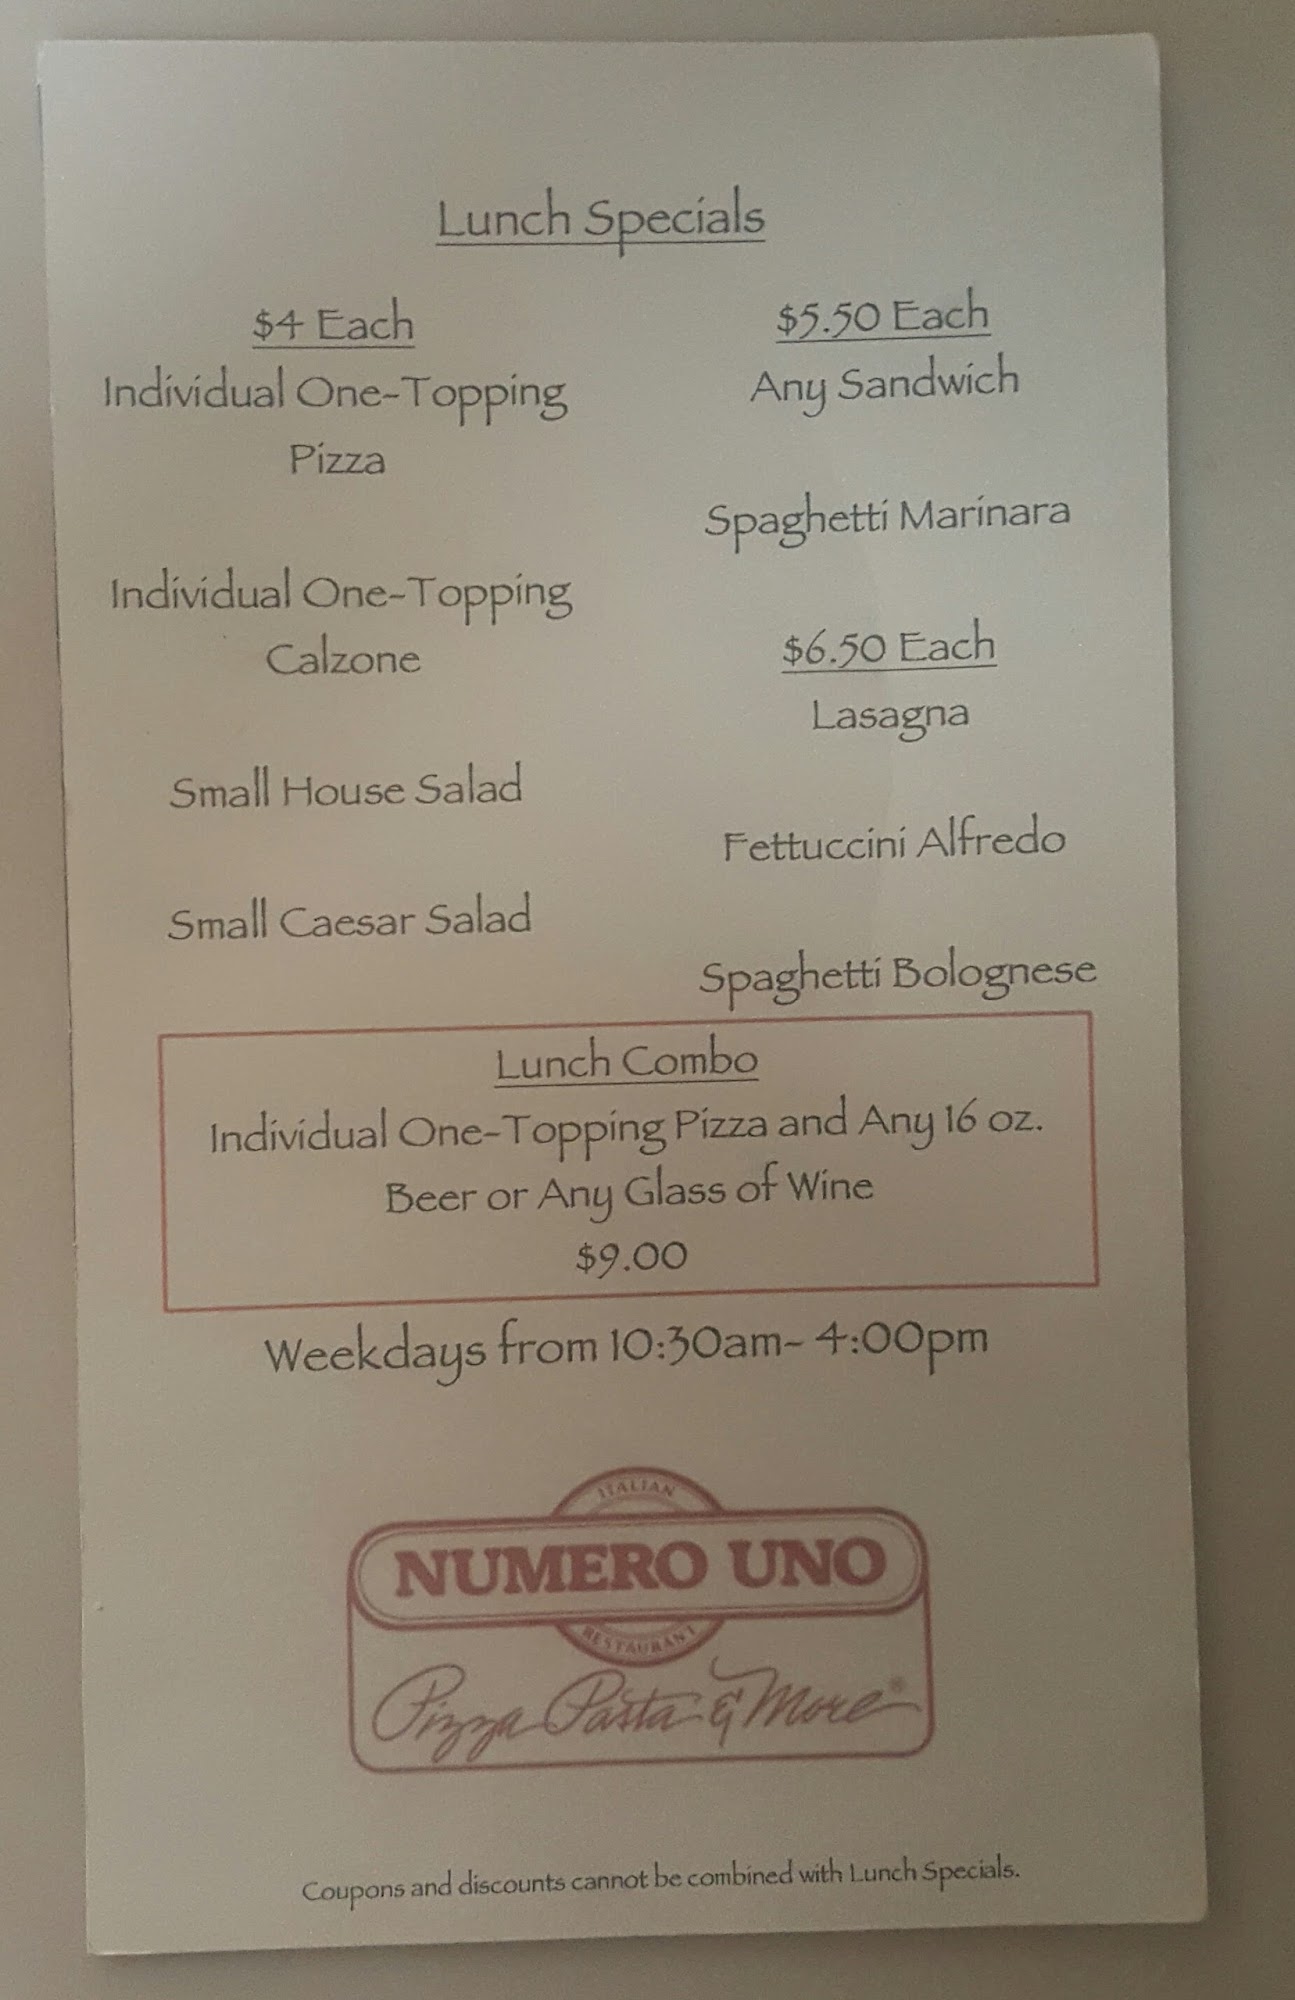 Lunch Specials
$4 Each
Individual One-Topping
Pizza
Individual One-Topping
Calzone
Small House Salad
Small Caesar Salad
$5.50 Each
Any Sandwich
Spaghetti Marinara
$6.50 Each
Lasagna
Fettuccini Alfredo
Spaghetti Bolognese
Lunch Combo
Individual One-Topping Pizza and Any 16 oz.
Beer or Any Glass of Wine
$9.00
Weekdays from 10:30am- 4:00pm
ITALIAN
NUMERO UNO
RESTAURANT
Pizza Pasta & More®
Coupons and discounts cannot be combined with Lunch Specials.